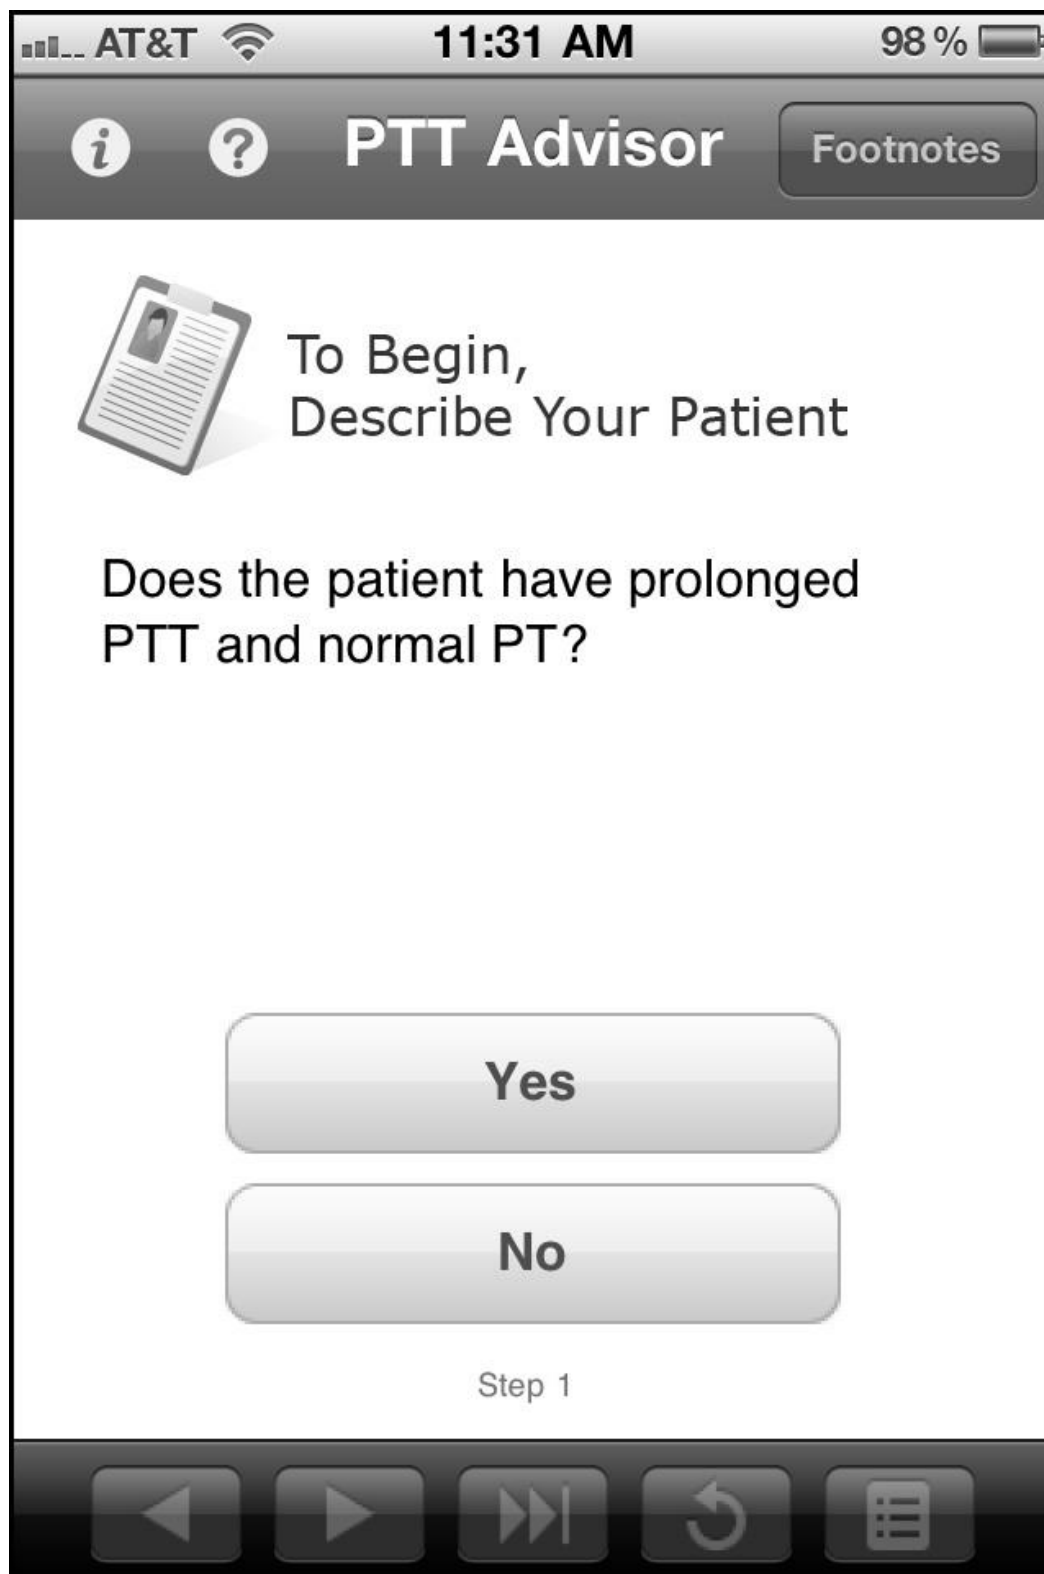 AT&T 11:31 AM 98%
i ? PTT Advisor Footnotes
To Begin,
Describe Your Patient
Does the patient have prolonged
PTT and normal PT?
Yes
No
Step 1